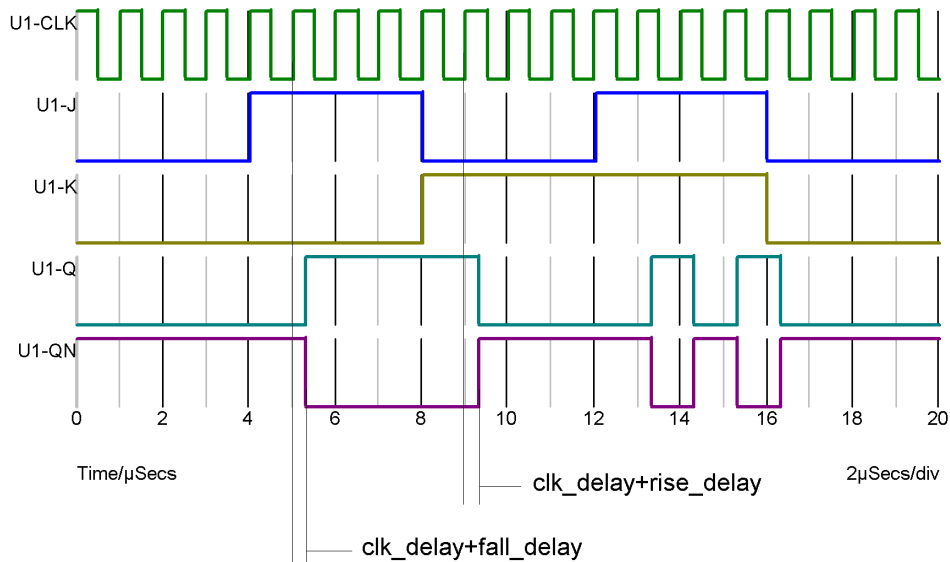 U1-CLK
U1-J
U1-K
U1-Q
U1-QN
0 2 4 6 8 10 12 14 16 18 20
Time/µSecs 2µSecs/div
clk_delay+rise_delay
clk_delay+fall_delay